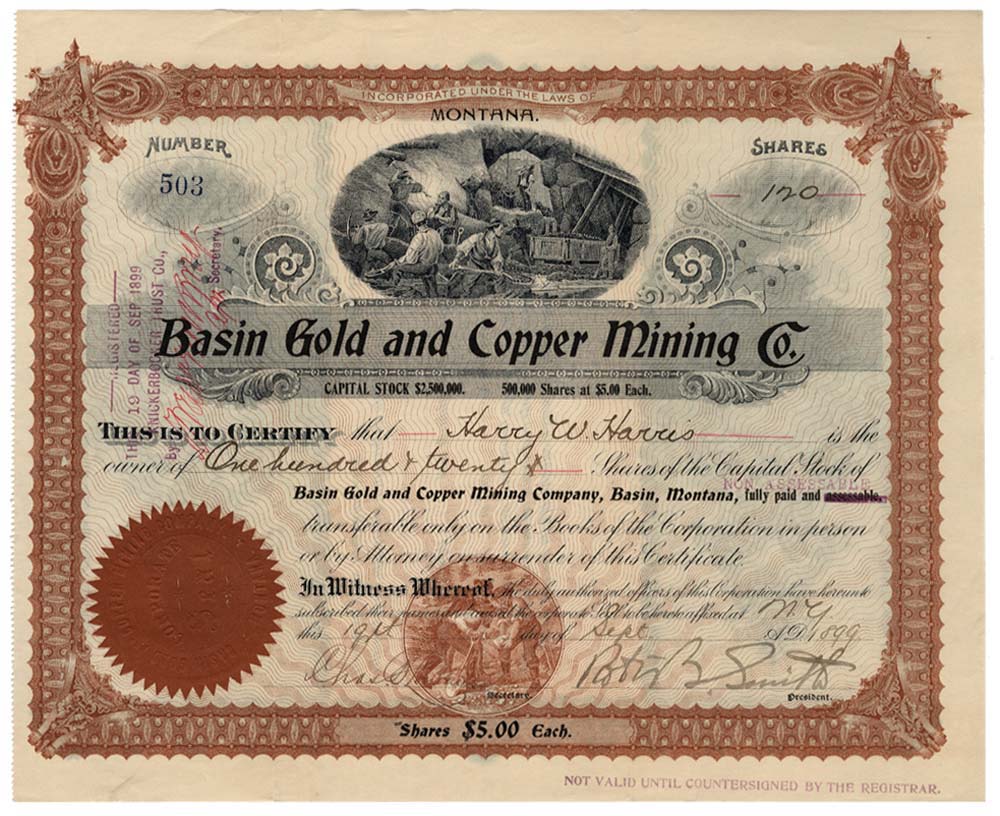 INCORPORATED UNDER THE LAWS OF
MONTANA.
NUMBER
503
SHARES
120
REGISTERED
THIS 19 DAY OF SEP 1899
By KNICKERBOCKER TRUST CO.,
Secretary.
Basin Gold and Copper Mining Co.
CAPITAL STOCK $2,500,000. 500,000 Shares at $5.00 Each.
THIS IS TO CERTIFY that Harry W. Harris is the
owner of One hundred & twenty Shares of the Capital Stock of
NON ASSESSABLE
Basin Gold and Copper Mining Company, Basin, Montana, fully paid and assessable,
transferable only on the Books of the Corporation in person
or by Attorney on surrender of this Certificate.
In Witness Whereof, the duly authorized officers of this Corporation have hereunto
subscribed their names and caused the corporate Seal to be hereto affixed at N.Y.
this 19th day of Sept A.D. 1899.
Chas
Smith
Secretary.
President.
Shares $5.00 Each.
NOT VALID UNTIL COUNTERSIGNED BY THE REGISTRAR.